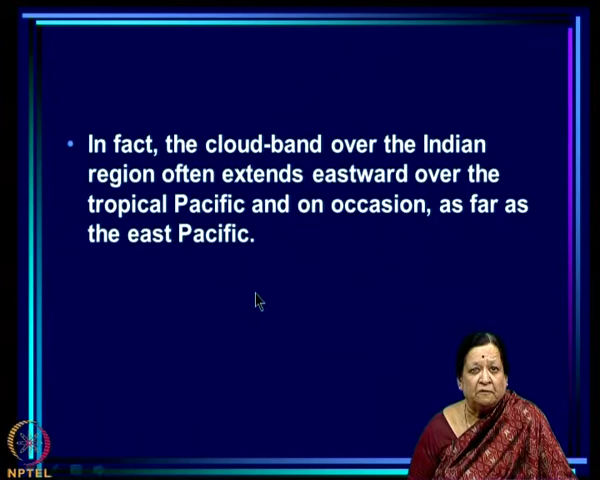 In fact, the cloud-band over the Indian
region often extends eastward over the
tropical Pacific and on occasion, as far as
the east Pacific.
NPTEL